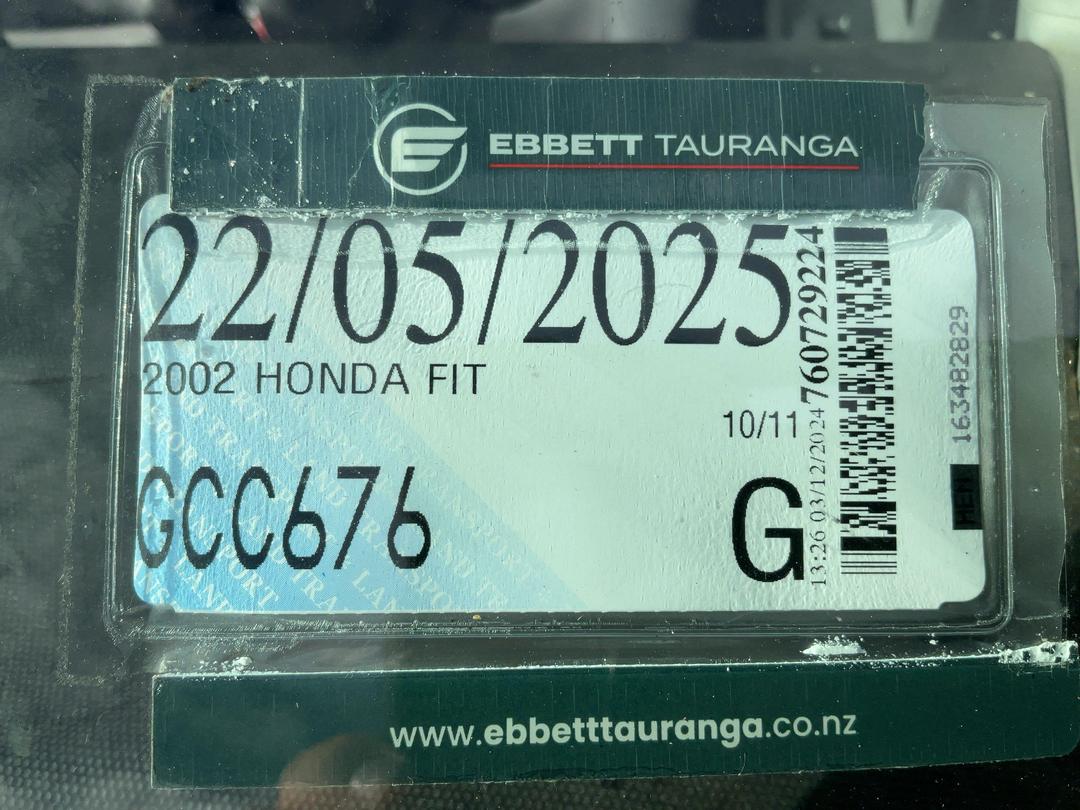 EBBETT TAURANGA
22/05/2025
2002 HONDA FIT
10/11
GCC676
G
13:26 03/12/2024 760729224
163482829
www.ebbetttauranga.co.nz